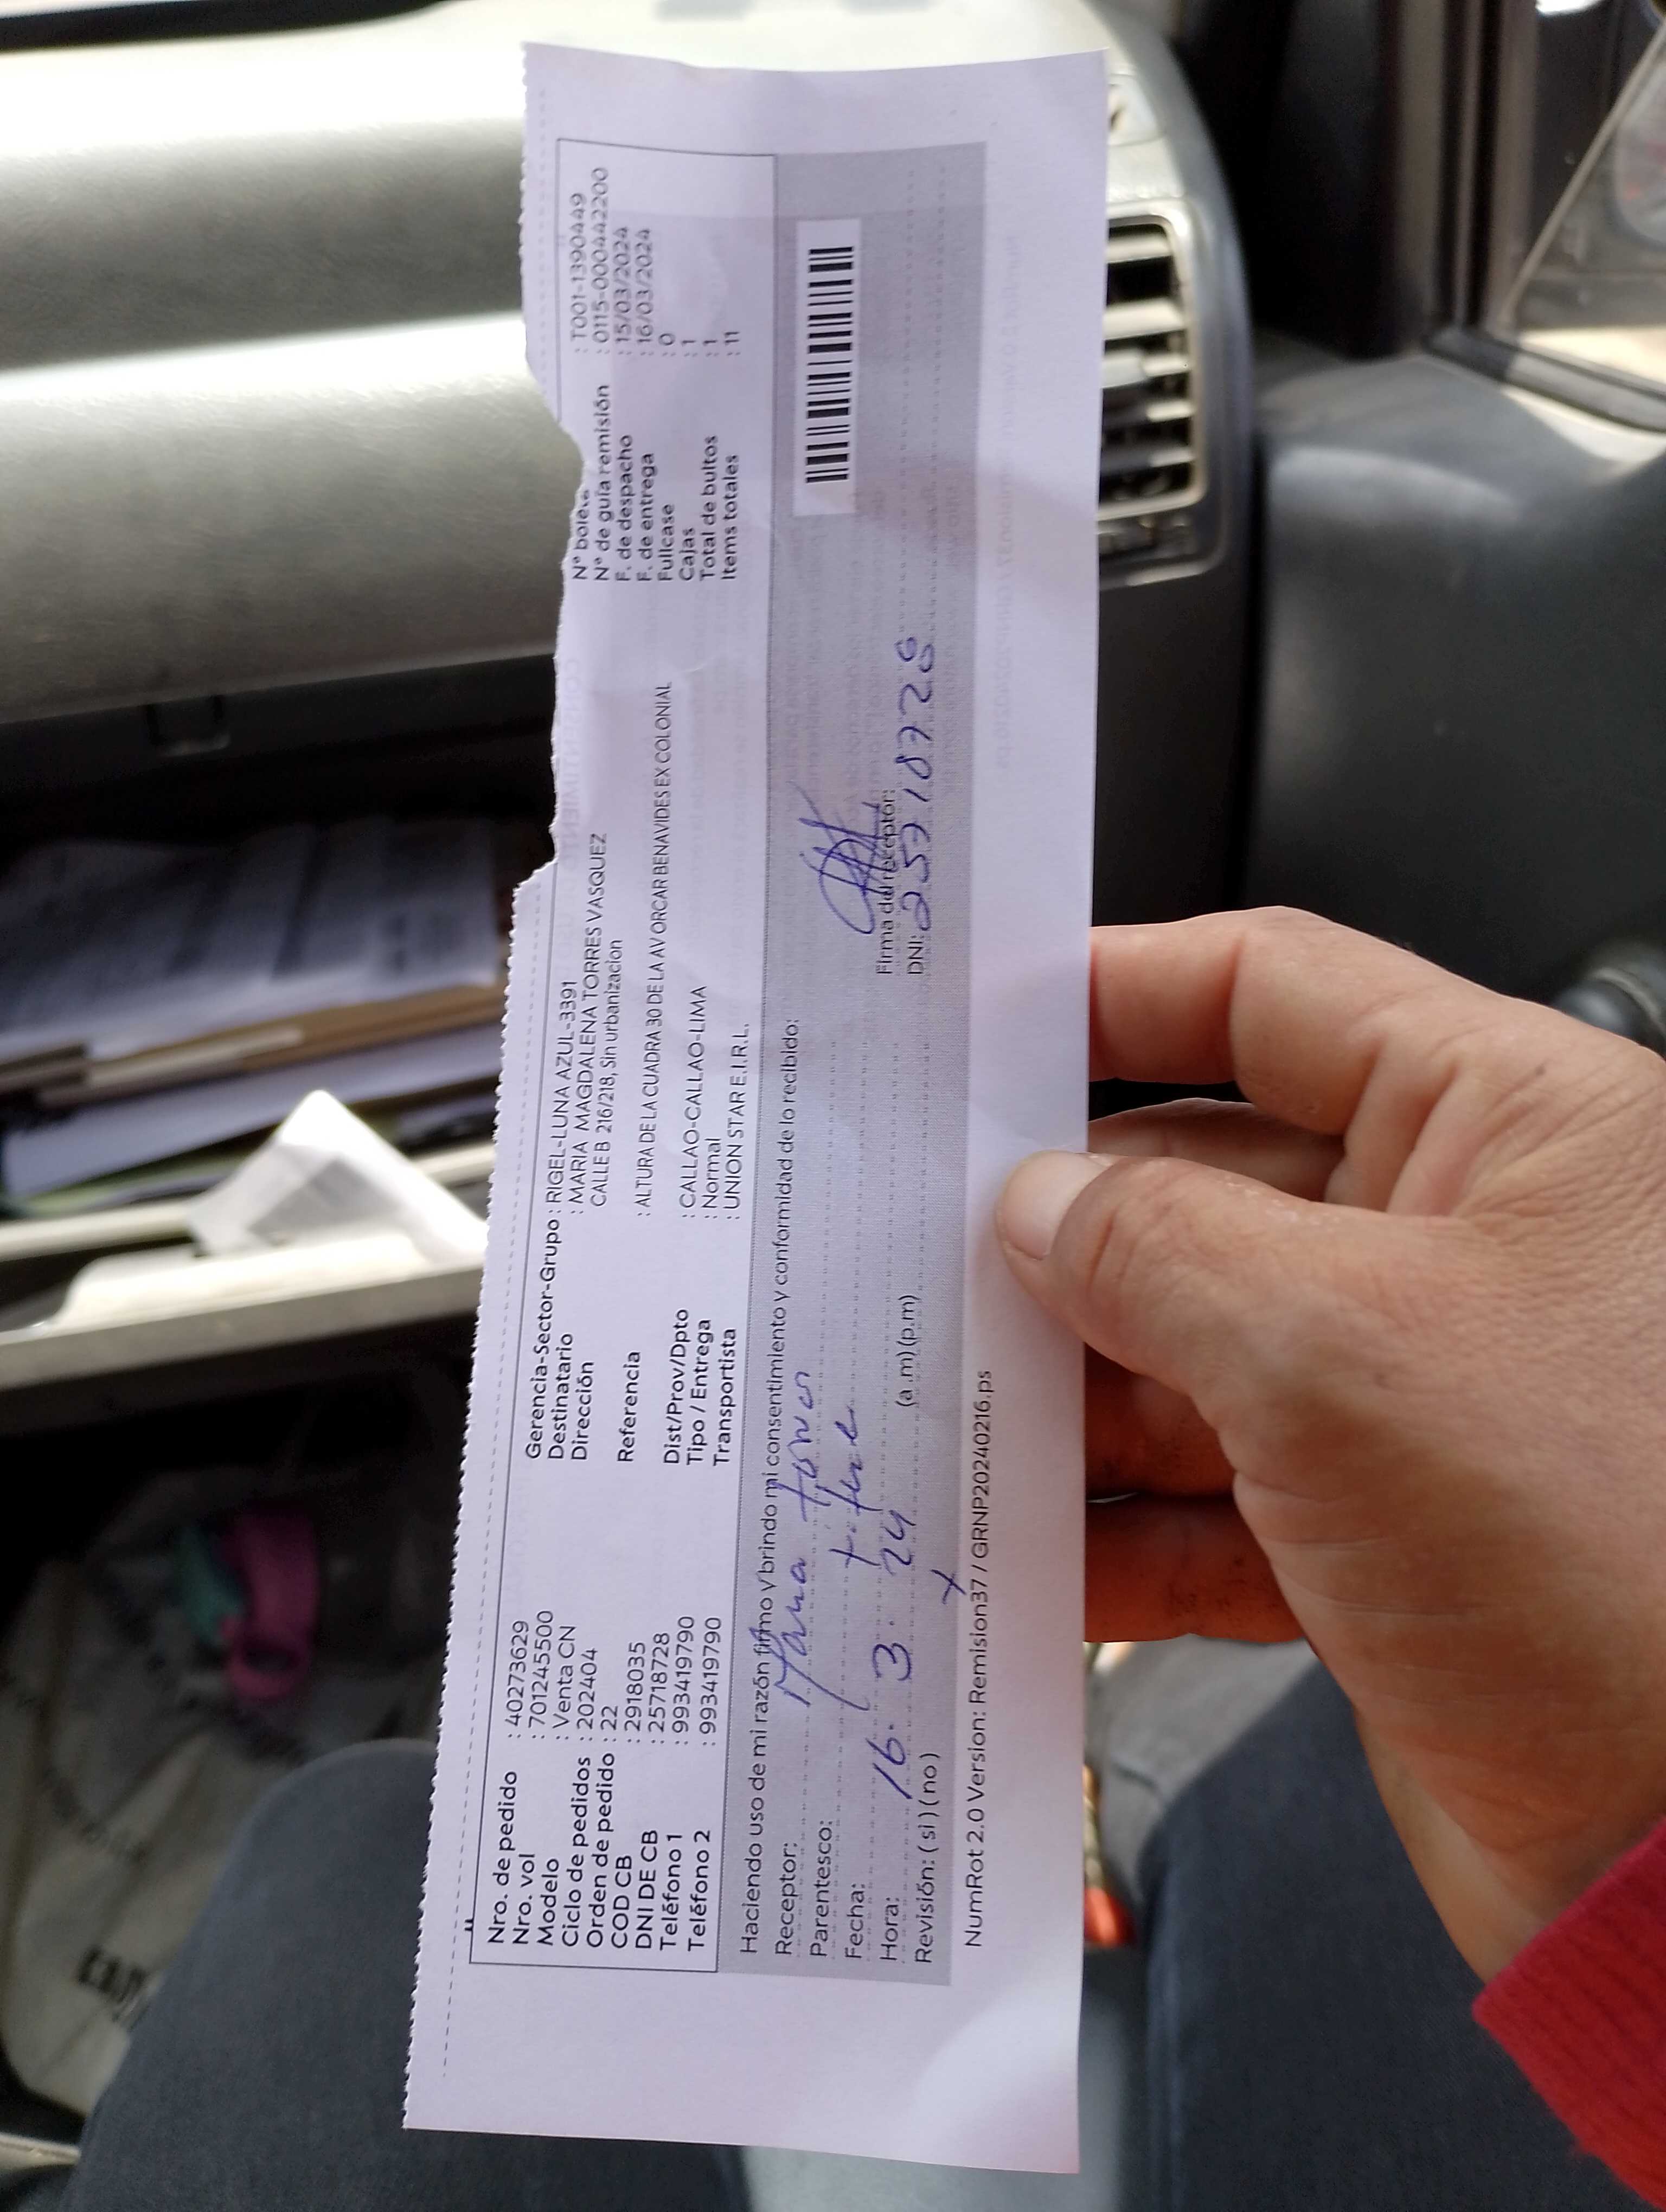 Nro. de pedido : 40273629
Nro. vol : 701245500
Modelo : Venta CN
Ciclo de pedidos : 202404
Orden de pedido : 22
COD CB : 2918035
DNI DE CB : 25718728
Teléfono 1 : 993419790
Teléfono 2 : 993419790
Gerencia-Sector-Grupo : RIGEL-LUNA AZUL-3391
Destinatario : MARIA MAGDALENA TORRES VASQUEZ
Dirección CALLE B 216/218, Sin urbanizacion
Referencia : ALTURA DE LA CUADRA 30 DE LA AV ORCAR BENAVIDES EX COLONIAL
Dist/Prov/Dpto : CALLAO-CALLAO-LIMA
Tipo / Entrega : Normal
Transportista : UNION STAR E.I.R.L.
N° boleta : T001-1390449
N° de guía remisión : 0115-000442200
F. de despacho : 15/03/2024
F. de entrega : 16/03/2024
Fullcase : 0
Cajas : 1
Total de bultos : 1
Items totales : 11
Haciendo uso de mi razón firmo y brindo mi consentimiento y conformidad de lo recibido:
Receptor: Maria Torres
Parentesco:
Fecha: 16. 3. 24
Hora: (a.m)(p.m)
Revisión: (si)(no)
Firma del receptor:
DNI: 25718728
NumRot 2.0 Version: Remision37 / GRNP20240216.ps